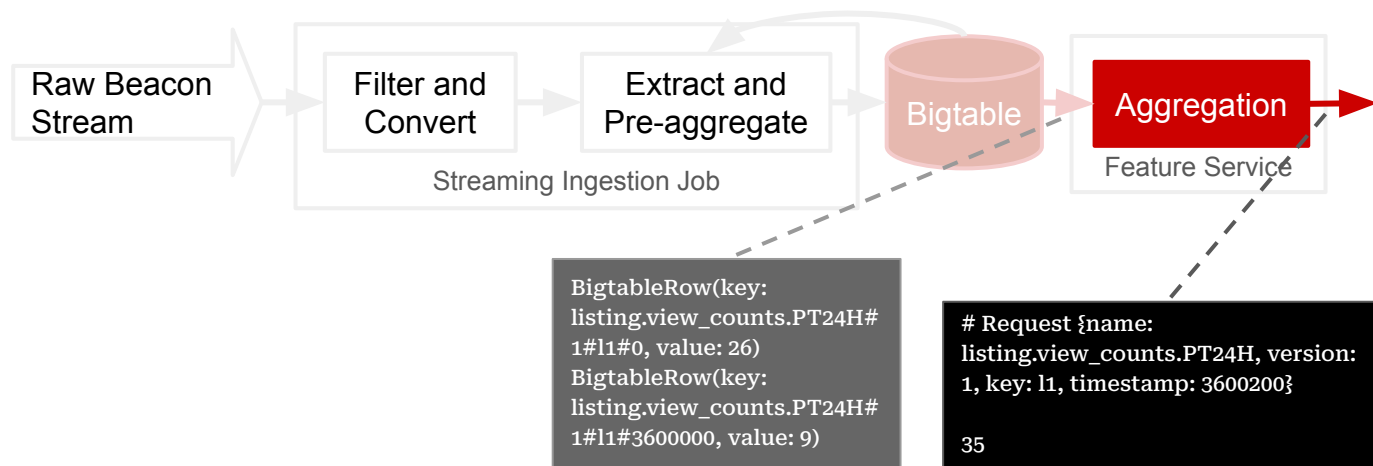 Raw Beacon
Stream
Filter and
Convert
Extract and
Pre-aggregate
Streaming Ingestion Job
Bigtable
Aggregation
Feature Service
BigtableRow(key:
listing.view_counts.PT24H#
1#l1#0, value: 26)
BigtableRow(key:
listing.view_counts.PT24H#
1#l1#3600000, value: 9)
# Request {name:
listing.view_counts.PT24H, version:
1, key: l1, timestamp: 3600200}
35